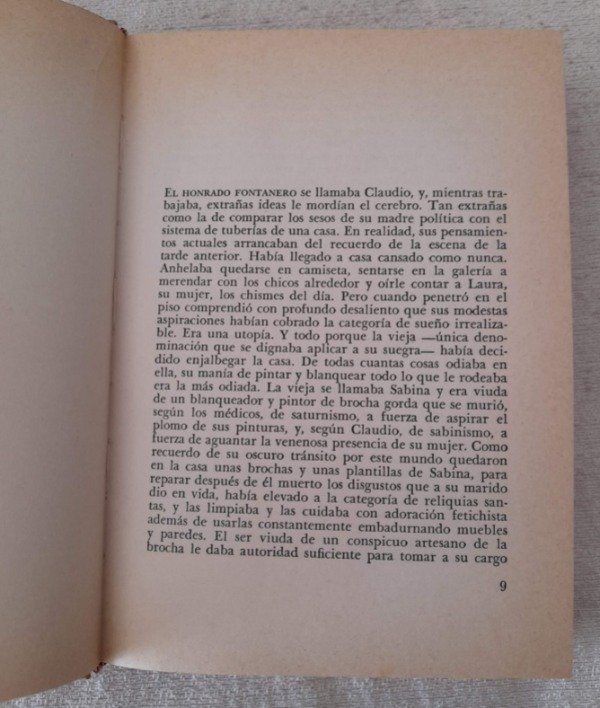 EL HONRADO FONTANERO se llamaba Claudio, y, mientras tra-
bajaba, extrañas ideas le mordían el cerebro. Tan extrañas
como la de comparar los sesos de su madre política con el
sistema de tuberías de una casa. En realidad, sus pensamien-
tos actuales arrancaban del recuerdo de la escena de la
tarde anterior. Había llegado a casa cansado como nunca.
Anhelaba quedarse en camiseta, sentarse en la galería a
merendar con los chicos alrededor y oírle contar a Laura,
su mujer, los chismes del día. Pero cuando penetró en el
piso comprendió con profundo desaliento que sus modestas
aspiraciones habían cobrado la categoría de sueño irrealiza-
ble. Era una utopía. Y todo porque la vieja —única deno-
minación que se dignaba aplicar a su suegra— había deci-
dido enjalbegar la casa. De todas cuantas cosas odiaba en
ella, su manía de pintar y blanquear todo lo que le rodeaba
era la más odiada. La vieja se llamaba Sabina y era viuda
de un blanqueador y pintor de brocha gorda que se murió,
según los médicos, de saturnismo, a fuerza de aspirar el
plomo de sus pinturas, y, según Claudio, de sabinismo, a
fuerza de aguantar la venenosa presencia de su mujer. Como
recuerdo de su oscuro tránsito por este mundo quedaron
en la casa unas brochas y unas plantillas de Sabina, para
reparar después de él muerto los disgustos que a su marido
dio en vida, había elevado a la categoría de reliquias san-
tas, y las limpiaba y las cuidaba con adoración fetichista
además de usarlas constantemente embadurnando muebles
y paredes. El ser viuda de un conspicuo artesano de la
brocha le daba autoridad suficiente para tomar a su cargo
9